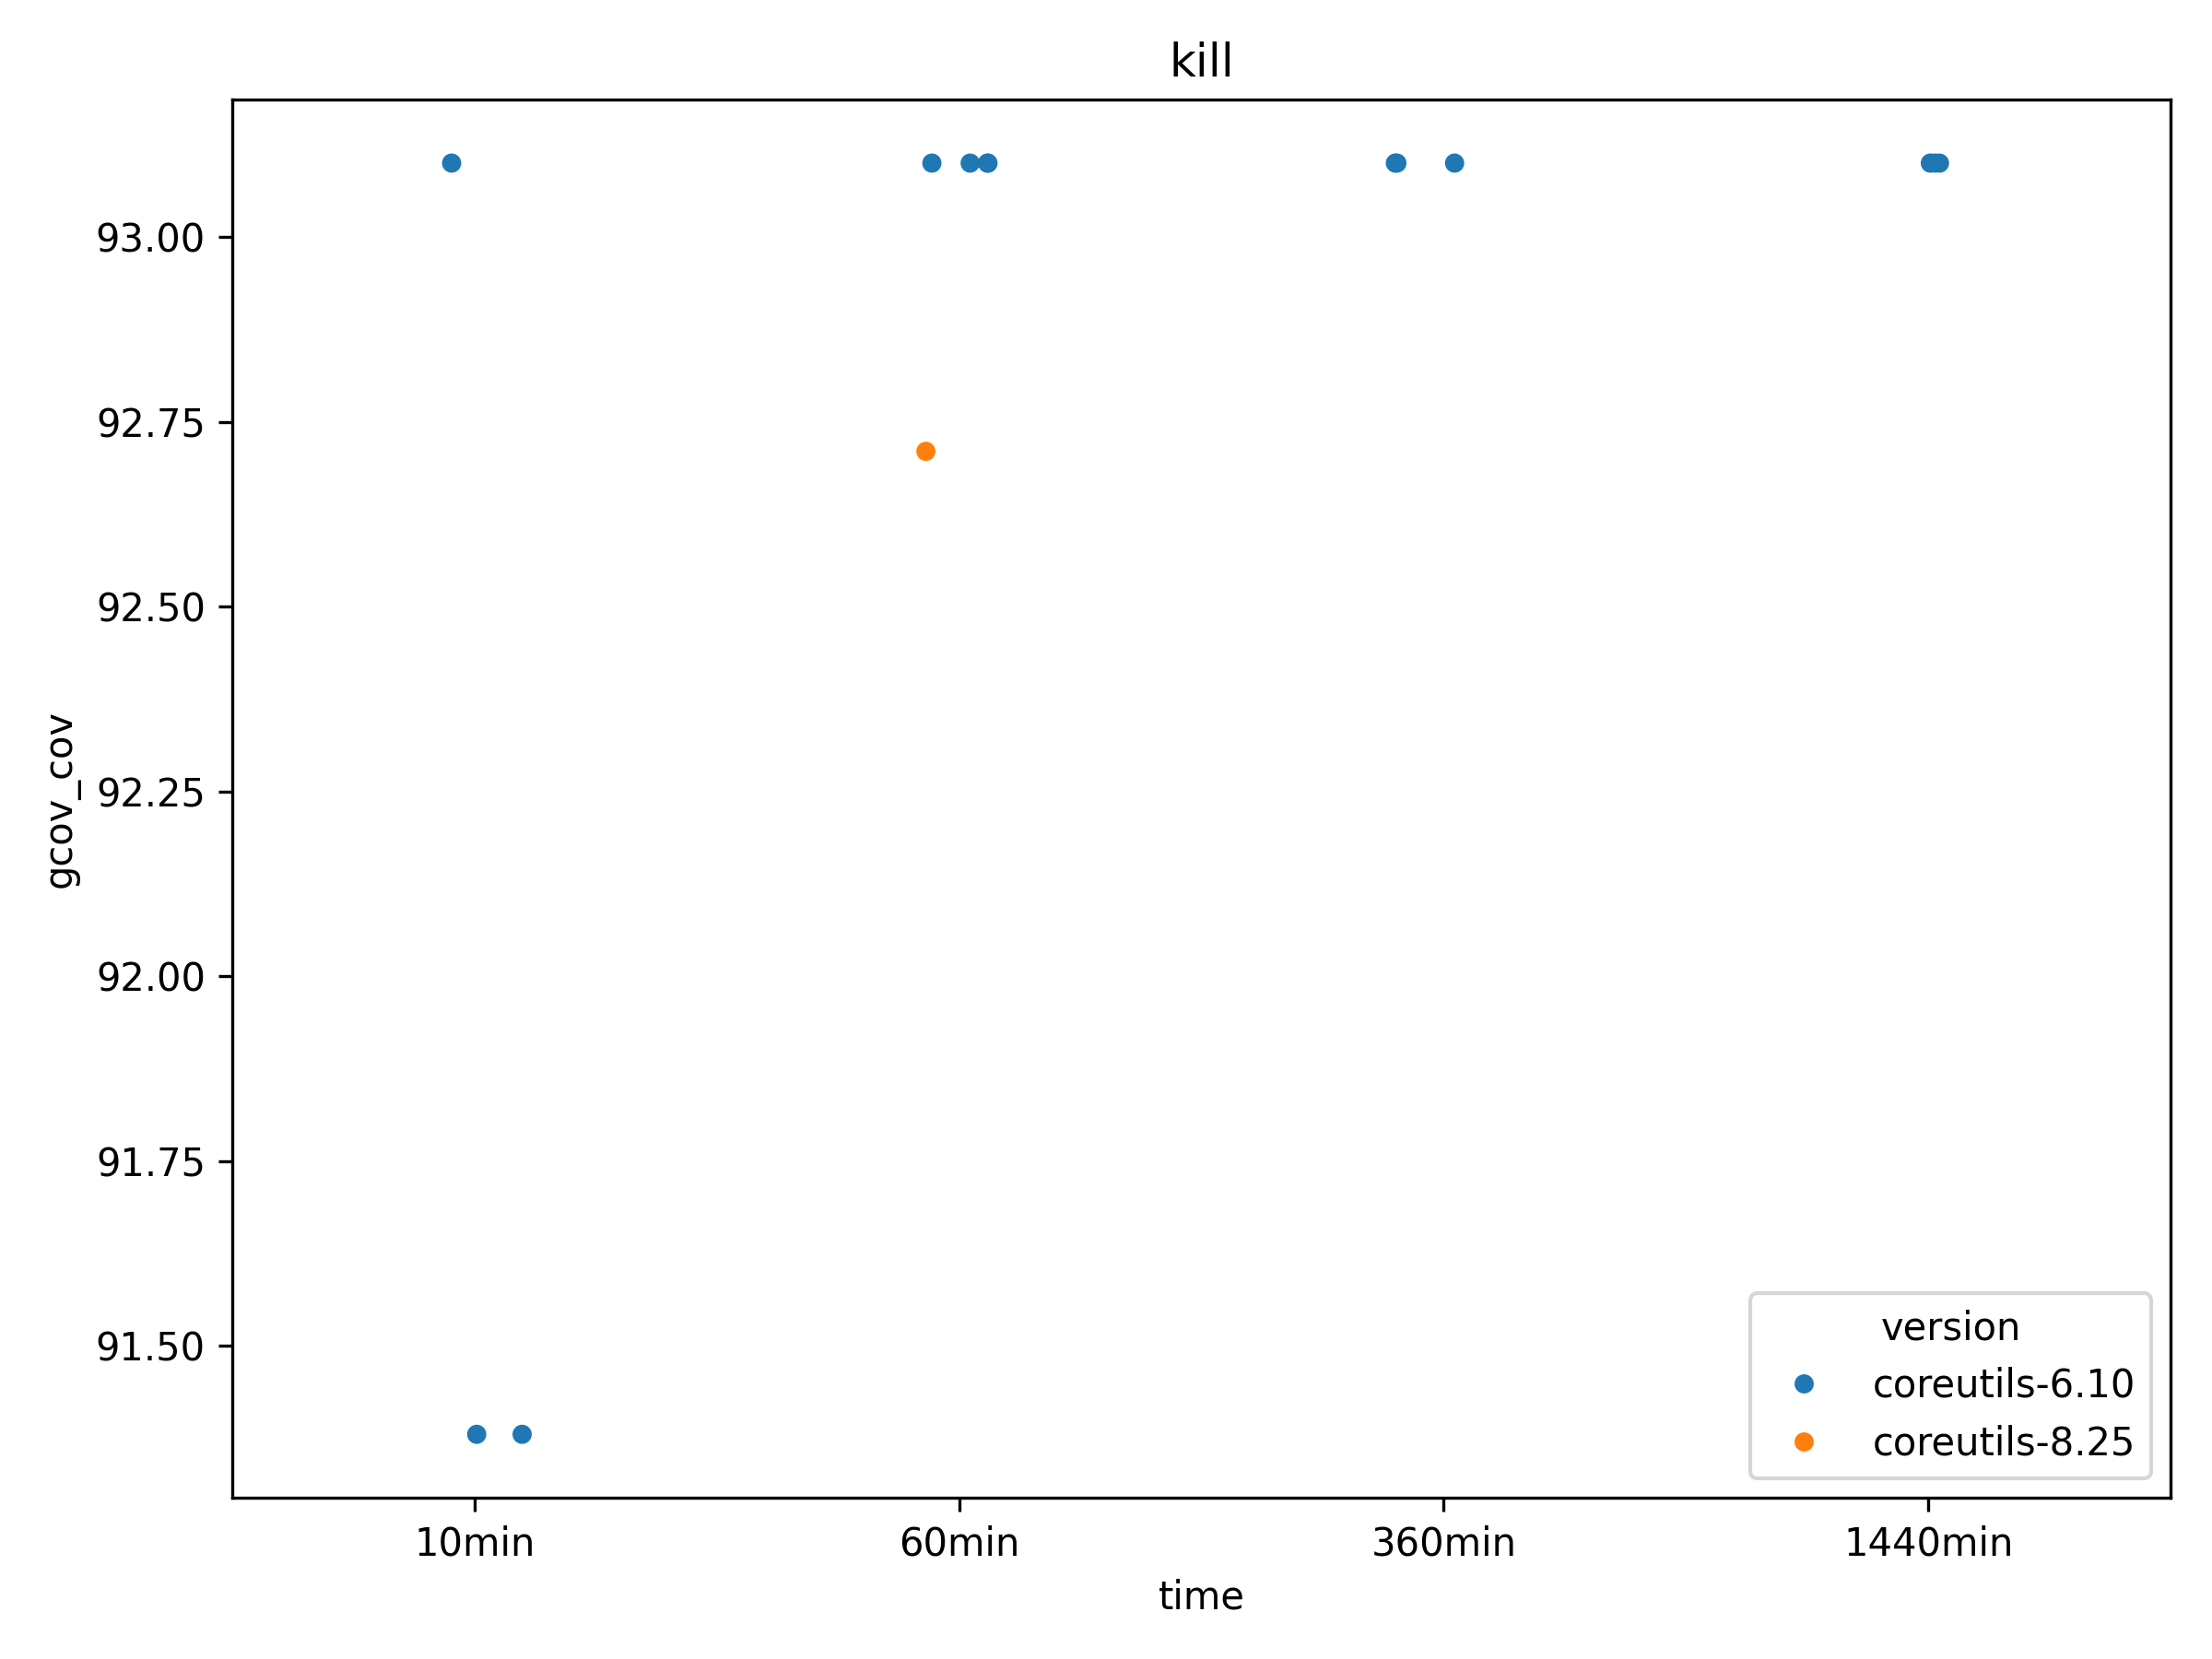 kill
93.00
92.75
92.50
92.25
92.00
91.75
91.50
gcov_cov
10min
60min
360min
1440min
time
version
coreutils-6.10
coreutils-8.25